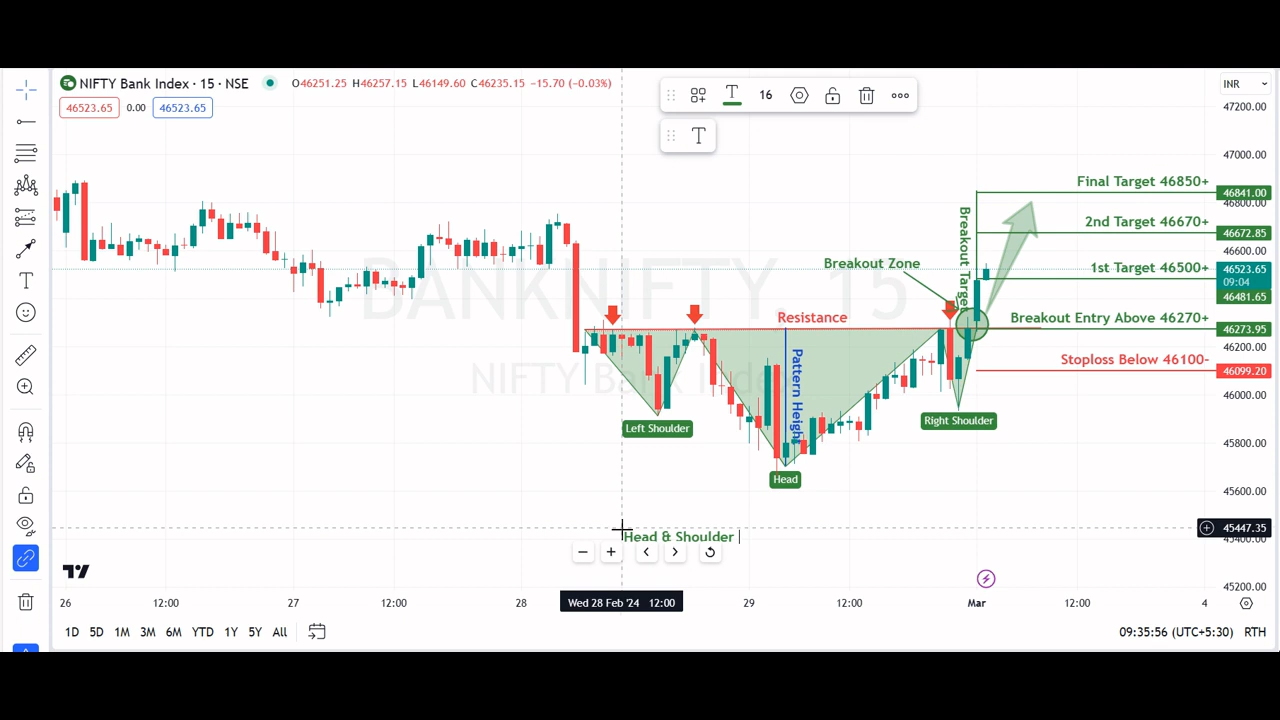 NIFTY Bank Index · 15 · NSE
O46251.25 H46257.15 L46149.60 C46235.15 −15.70 (−0.03%)
46523.65 0.00 46523.65
T 16
T
INR
47200.00
47000.00
Final Target 46850+
46841.00
46800.00
2nd Target 46670+
46672.85
46600.00
Breakout Zone
1st Target 46500+
46523.65
09:04
46481.65
Breakout Target
BANKNIFTY 15
Resistance
Breakout Entry Above 46270+
46273.95
46200.00
Stoploss Below 46100-
46099.20
Pattern Height
46000.00
Left Shoulder
Right Shoulder
45800.00
Head
45600.00
45447.35
Head & Shoulder
45400.00
45200.00
26 12:00 27 12:00 28 Wed 28 Feb '24 12:00 29 12:00 Mar 12:00 4
1D 5D 1M 3M 6M YTD 1Y 5Y All
09:35:56 (UTC+5:30) RTH